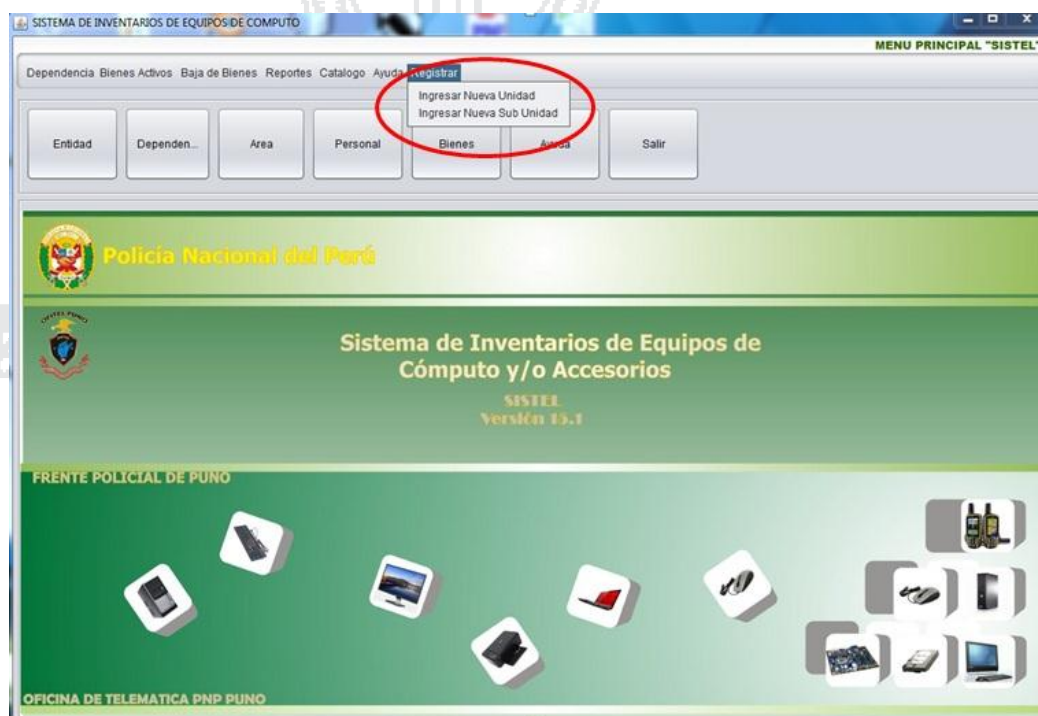 SISTEMA DE INVENTARIOS DE EQUIPOS DE COMPUTO
MENU PRINCIPAL "SISTEL"
Dependencia Bienes Activos Baja de Bienes Reportes Catalogo Ayuda Registrar
Ingresar Nueva Unidad
Ingresar Nueva Sub Unidad
Entidad Dependen... Area Personal Bienes Ayuda Salir
Policía Nacional del Perú
OFITEL PUNO
Sistema de Inventarios de Equipos de
Cómputo y/o Accesorios
SISTEL
Versión 15.1
FRENTE POLICIAL DE PUNO
OFICINA DE TELEMATICA PNP PUNO